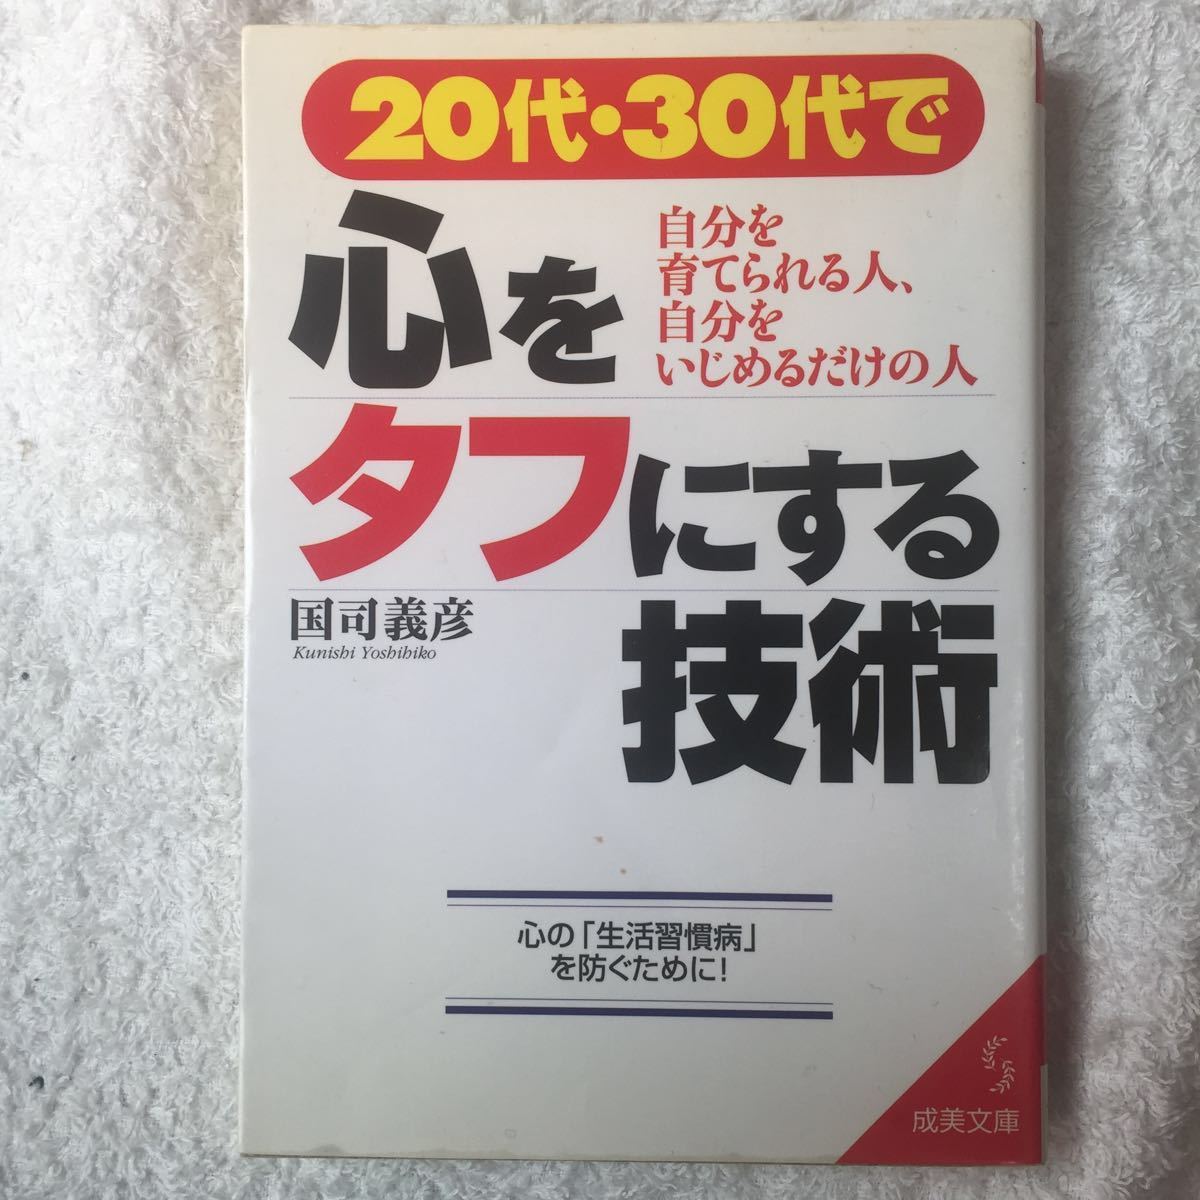 20代・30代で
心を
タフにする
技術
自分を
育てられる人、
自分を
いじめるだけの人
国司義彦
Kunishi Yoshihiko
心の「生活習慣病」
を防ぐために!
成美文庫